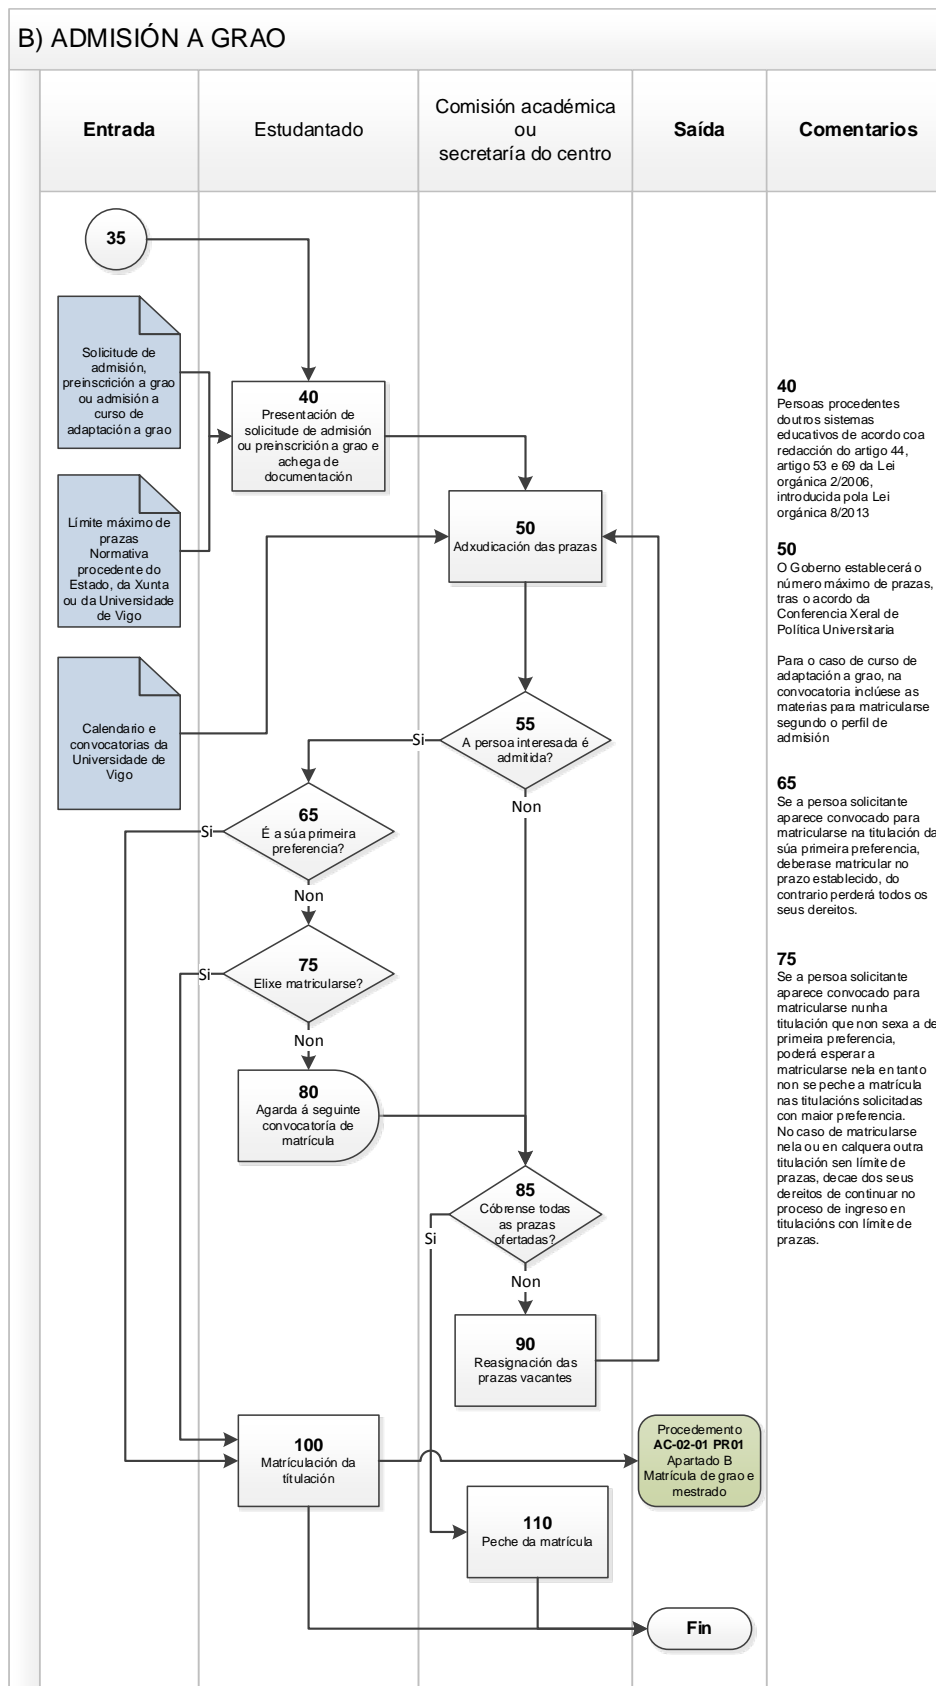 B) ADMISIÓN A GRAO
Entrada
Estudantado
Comisión académica
ou
secretaría do centro
Saída
Comentarios
35
Solicitude de
admisión,
preinscrición a grao
ou admisión a
curso de
adaptación a grao
40
Presentación de
solicitude de admisión
ou preinscrición a grao e
achega de
documentación
Límite máximo de
prazas
Normativa
procedente do
Estado, da Xunta
ou da Universidade
de Vigo
50
Adxudicación das prazas
Calendario e
convocatorias da
Universidade de
Vigo
55
A persoa interesada é
admitida?
Si
Non
65
É a súa primeira
preferencia?
Si
Non
75
Elixe matricularse?
Si
Non
80
Agarda á seguinte
convocatoría de
matrícula
85
Cóbrense todas
as prazas
ofertadas?
Si
Non
90
Reasignación das
prazas vacantes
100
Matrículación da
títulación
Procedemento
AC-02-01 PR01
Apartado B
Matrícula de grao e
mestrado
110
Peche da matrícula
Fin
40
Persoas procedentes
doutros sistemas
educativos de acordo coa
redacción do artigo 44,
artigo 53 e 69 da Lei
orgánica 2/2006,
introducida pola Lei
orgánica 8/2013
50
O Goberno establecerá o
número máximo de prazas,
tras o acordo da
Conferencia Xeral de
Política Universitaria
Para o caso de curso de
adaptación a grao, na
convocatoria inclúese as
materias para matricularse
segundo o perfil de
admisión
65
Se a persoa solicitante
aparece convocado para
matricularse na titulación da
súa primeira preferencia,
deberase matricular no
prazo establecido, do
contrario perderá todos os
seus dereitos.
75
Se a persoa solicitante
aparece convocado para
matricularse nunha
titulación que non sexa a de
primeira preferencia,
poderá esperar a
matricularse nela en tanto
non se peche a matrícula
nas titulacións solicitadas
con maior preferencia.
No caso de matricularse
nela ou en calquera outra
titulación sen límite de
prazas, decae dos seus
dereitos de continuar no
proceso de ingreso en
titulacións con límite de
prazas.